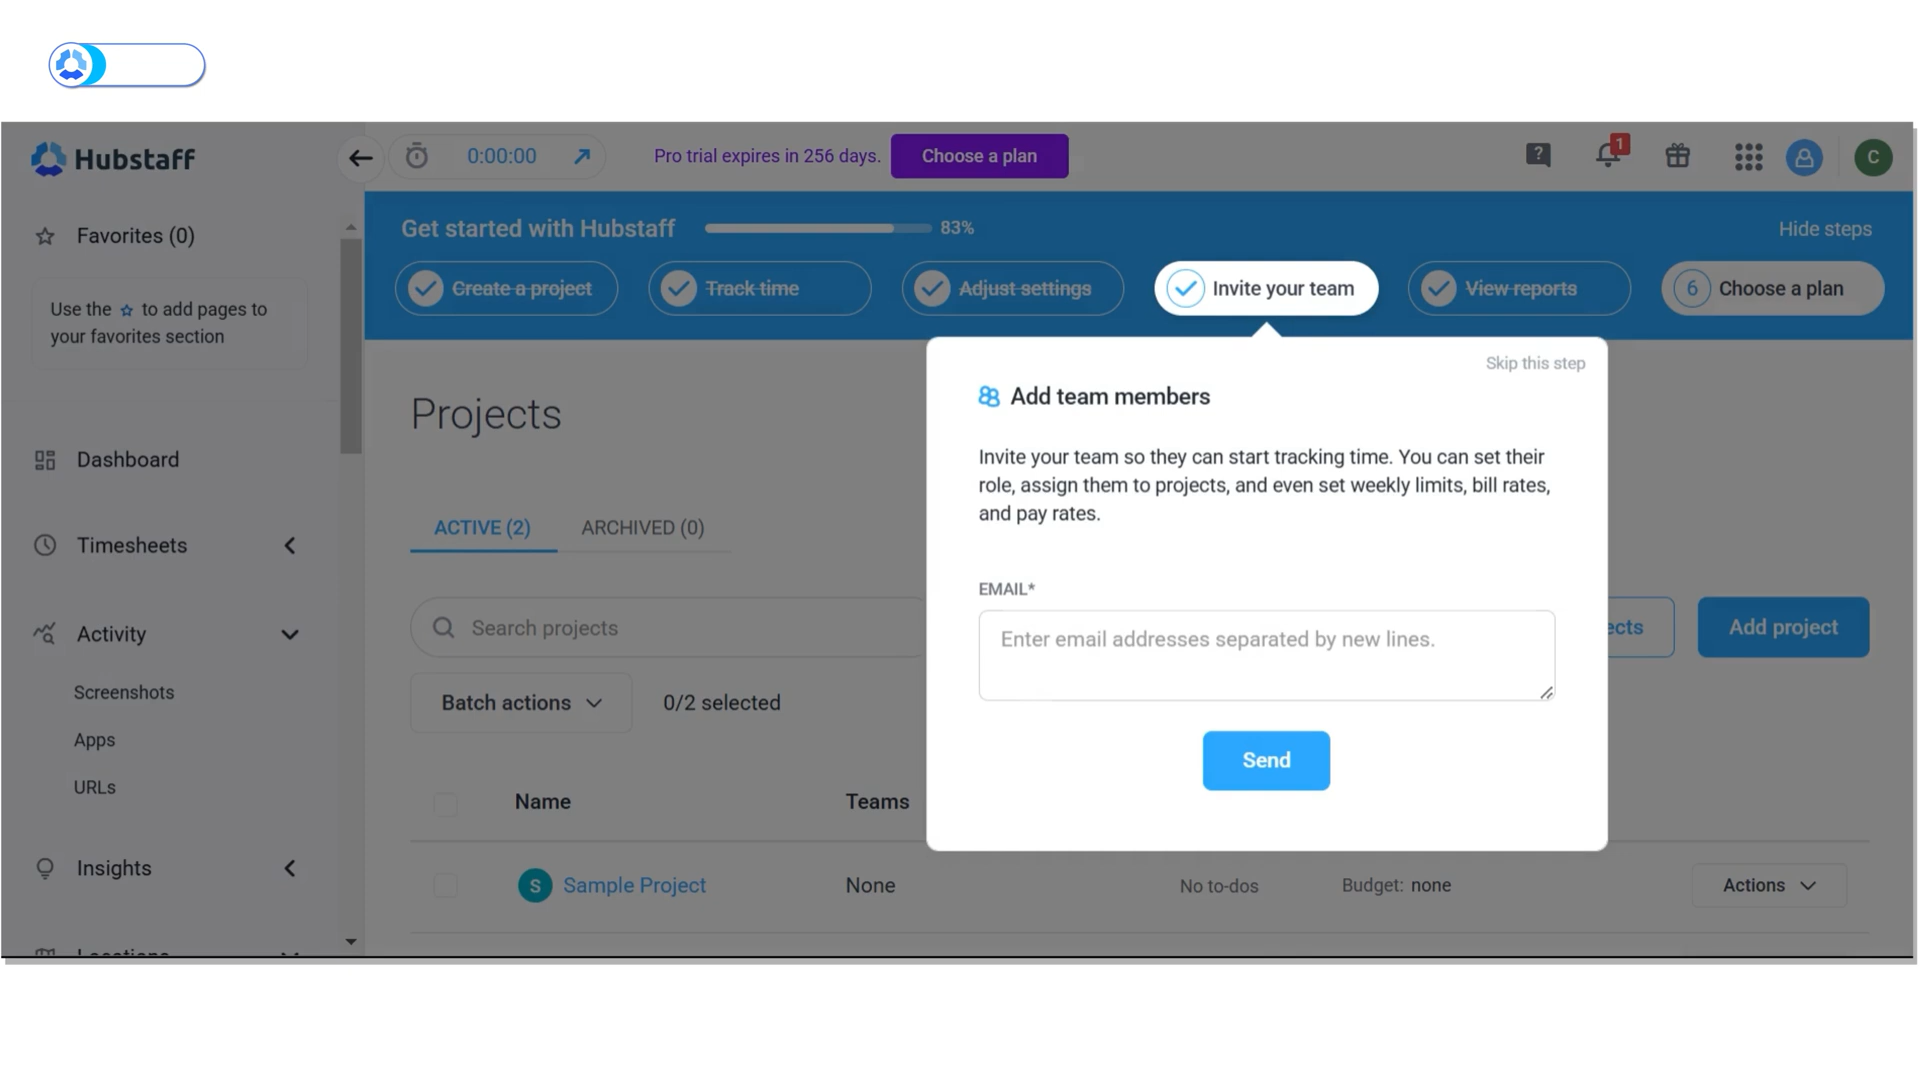 Hubstaff
0:00:00
Pro trial expires in 256 days.
Choose a plan
?
1
C
Favorites (0)
Use the to add pages to
your favorites section
Get started with Hubstaff
83%
Hide steps
Create a project
Track time
Adjust settings
Invite your team
View reports
6 Choose a plan
Skip this step
Add team members
Invite your team so they can start tracking time. You can set their
role, assign them to projects, and even set weekly limits, bill rates,
and pay rates.
EMAIL*
Enter email addresses separated by new lines.
Send
Projects
ACTIVE (2)
ARCHIVED (0)
Search projects
ects
Add project
Batch actions
0/2 selected
Name
Teams
S Sample Project
None
No to-dos
Budget: none
Actions
Dashboard
Timesheets
Activity
Screenshots
Apps
URLs
Insights
Locations